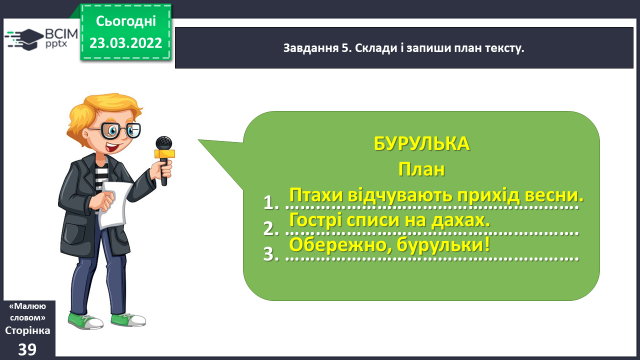 Сьогодні
23.03.2022
ВСІМ
pptx
Завдання 5. Склади і запиши план тексту.
БУРУЛЬКА
План
1. Птахи відчувають прихід весни.
2. Гострі списи на дахах.
3. Обережно, бурульки!
«Малюю
словом»
Сторінка
39